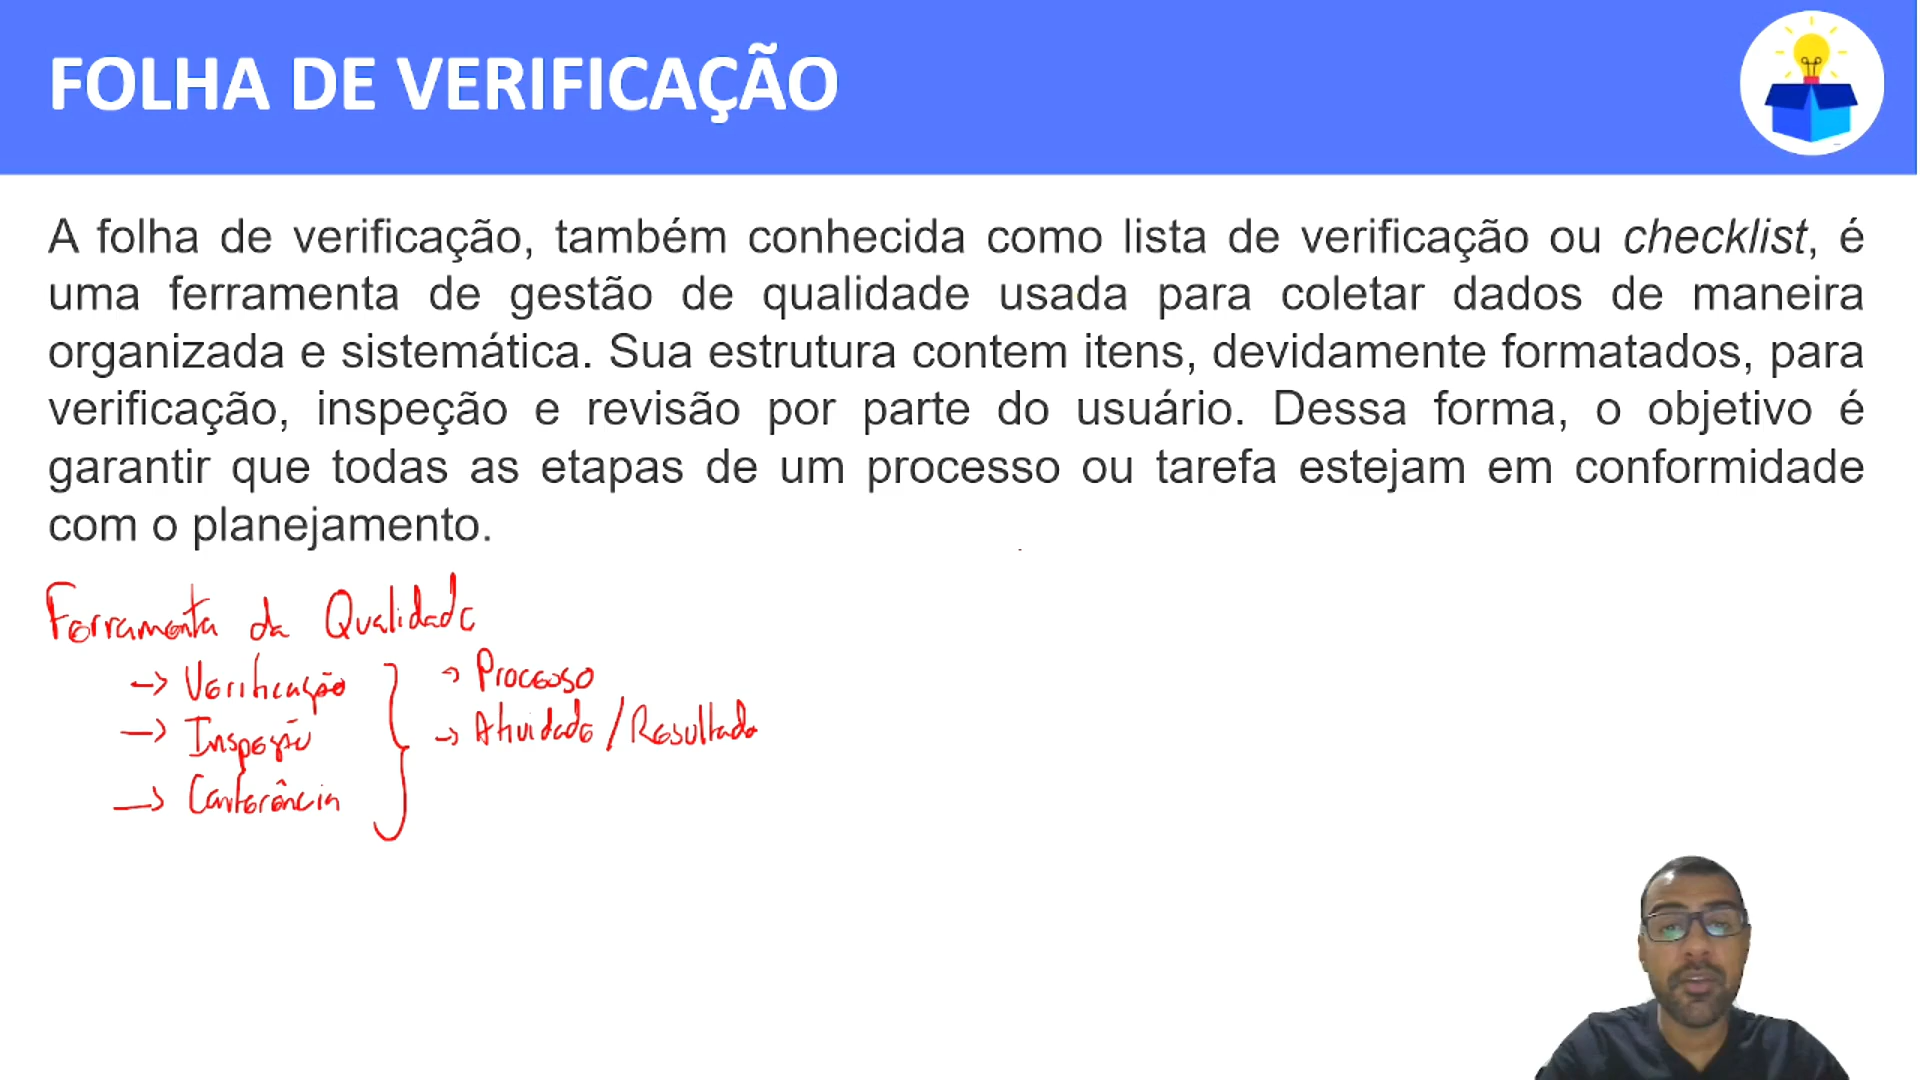 FOLHA DE VERIFICAÇÃO
A folha de verificação, também conhecida como lista de verificação ou checklist, é
uma ferramenta de gestão de qualidade usada para coletar dados de maneira
organizada e sistemática. Sua estrutura contem itens, devidamente formatados, para
verificação, inspeção e revisão por parte do usuário. Dessa forma, o objetivo é
garantir que todas as etapas de um processo ou tarefa estejam em conformidade
com o planejamento.
Ferramenta da Qualidade
→ Verificação
→ Processo
→ Inspeção
→ Atividade / Resultado
→ Conferência